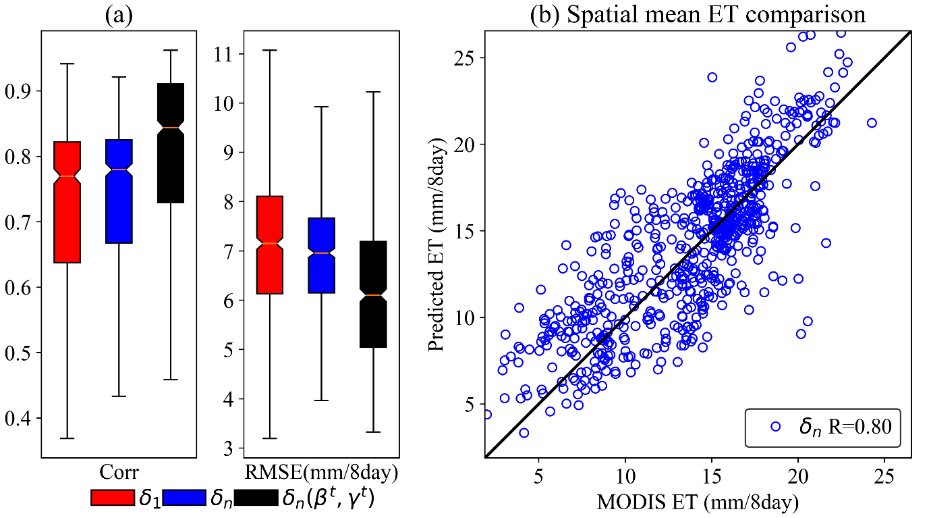 (a)
(b) Spatial mean ET comparison
0.9
0.8
0.7
0.6
0.5
0.4
Corr
11
10
9
8
7
6
5
4
3
RMSE(mm/8day)
δ₁ δₙ δₙ(βᵗ, γᵗ)
Predicted ET (mm/8day)
25
20
15
10
5
δₙ R=0.80
5 10 15 20 25
MODIS ET (mm/8day)